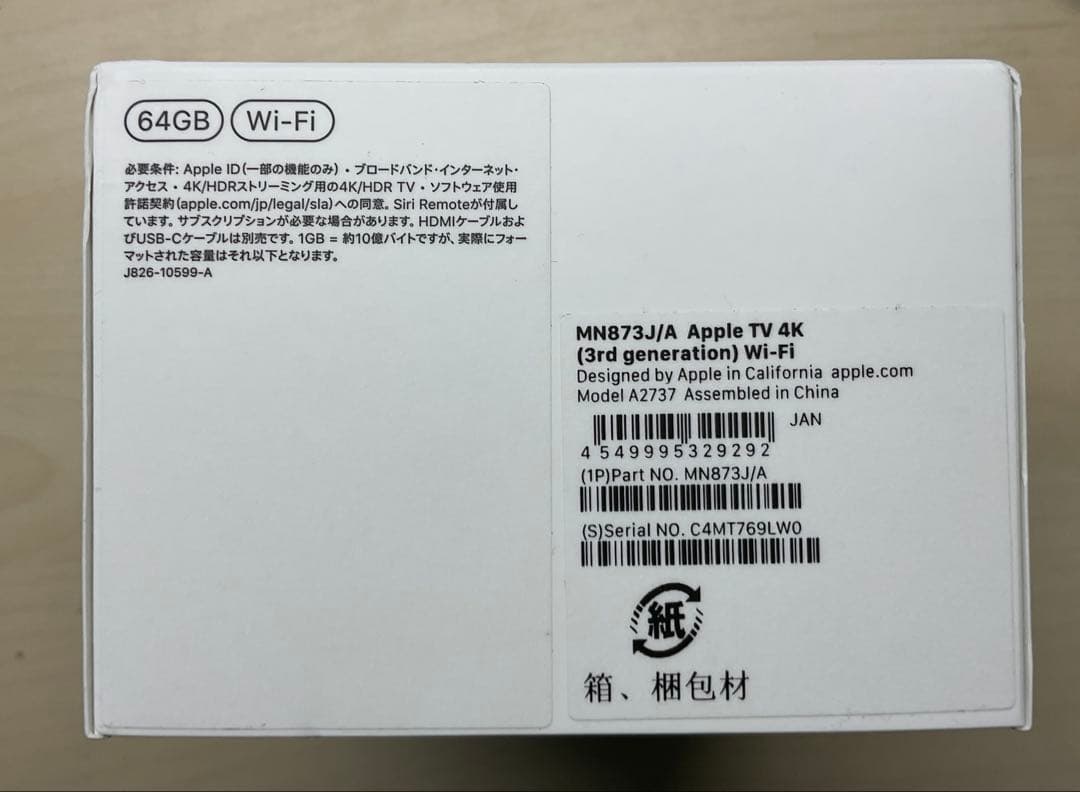 64GB Wi-Fi
必要条件: Apple ID(一部の機能のみ)・ブロードバンド・インターネット・
アクセス・4K/HDRストリーミング用の4K/HDR TV・ソフトウェア使用
許諾契約(apple.com/jp/legal/sla)への同意。Siri Remoteが付属し
ています。サブスクリプションが必要な場合があります。HDMIケーブルおよ
びUSB-Cケーブルは別売です。1GB = 約10億バイトですが、実際にフォー
マットされた容量はそれ以下となります。
J826-10599-A
MN873J/A Apple TV 4K
(3rd generation) Wi-Fi
Designed by Apple in California apple.com
Model A2737 Assembled in China
JAN
4549995329292
(1P)Part NO. MN873J/A
(S)Serial NO. C4MT769LW0
紙
箱、梱包材